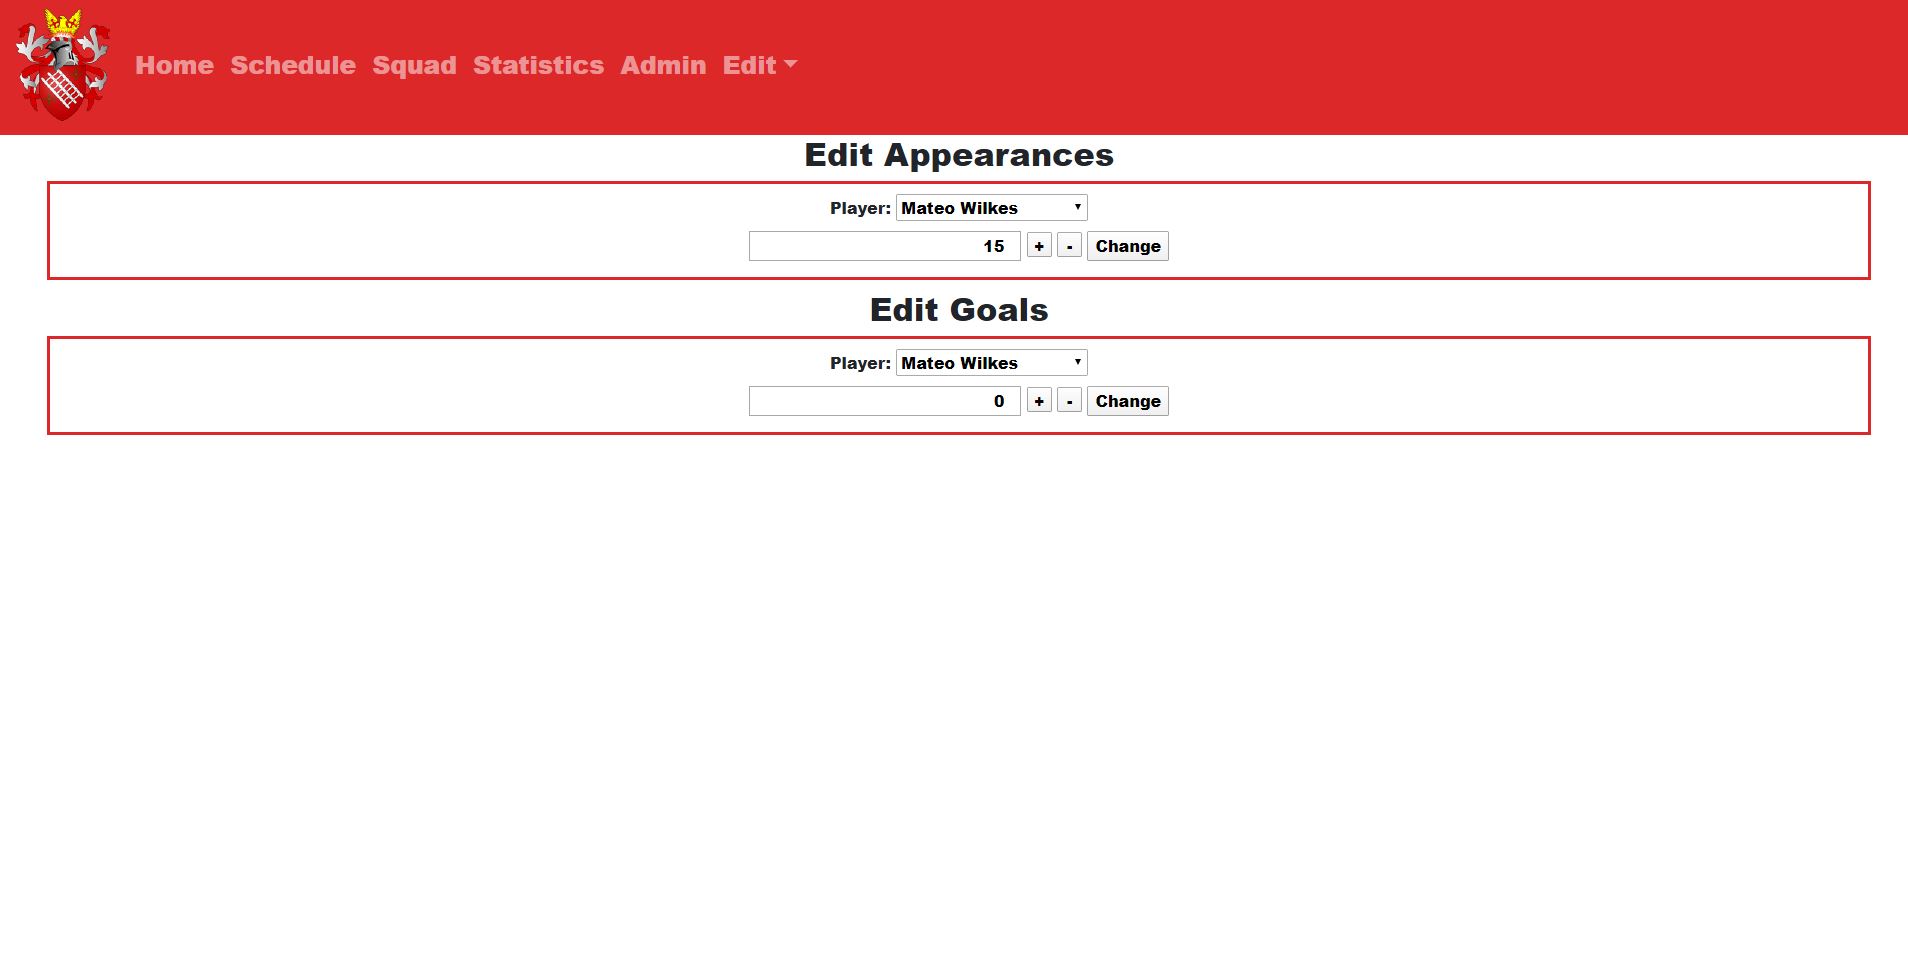 Home Schedule Squad Statistics Admin Edit
Edit Appearances
Player: Mateo Wilkes
15 + - Change
Edit Goals
Player: Mateo Wilkes
0 + - Change